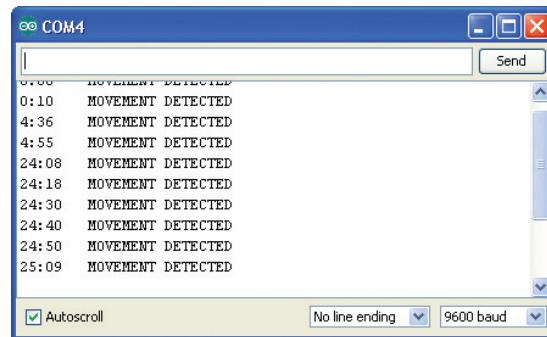 COM4
Send
MOVEMENT DETECTED
0:10 MOVEMENT DETECTED
4:36 MOVEMENT DETECTED
4:55 MOVEMENT DETECTED
24:08 MOVEMENT DETECTED
24:18 MOVEMENT DETECTED
24:30 MOVEMENT DETECTED
24:40 MOVEMENT DETECTED
24:50 MOVEMENT DETECTED
25:09 MOVEMENT DETECTED
Autoscroll No line ending 9600 baud